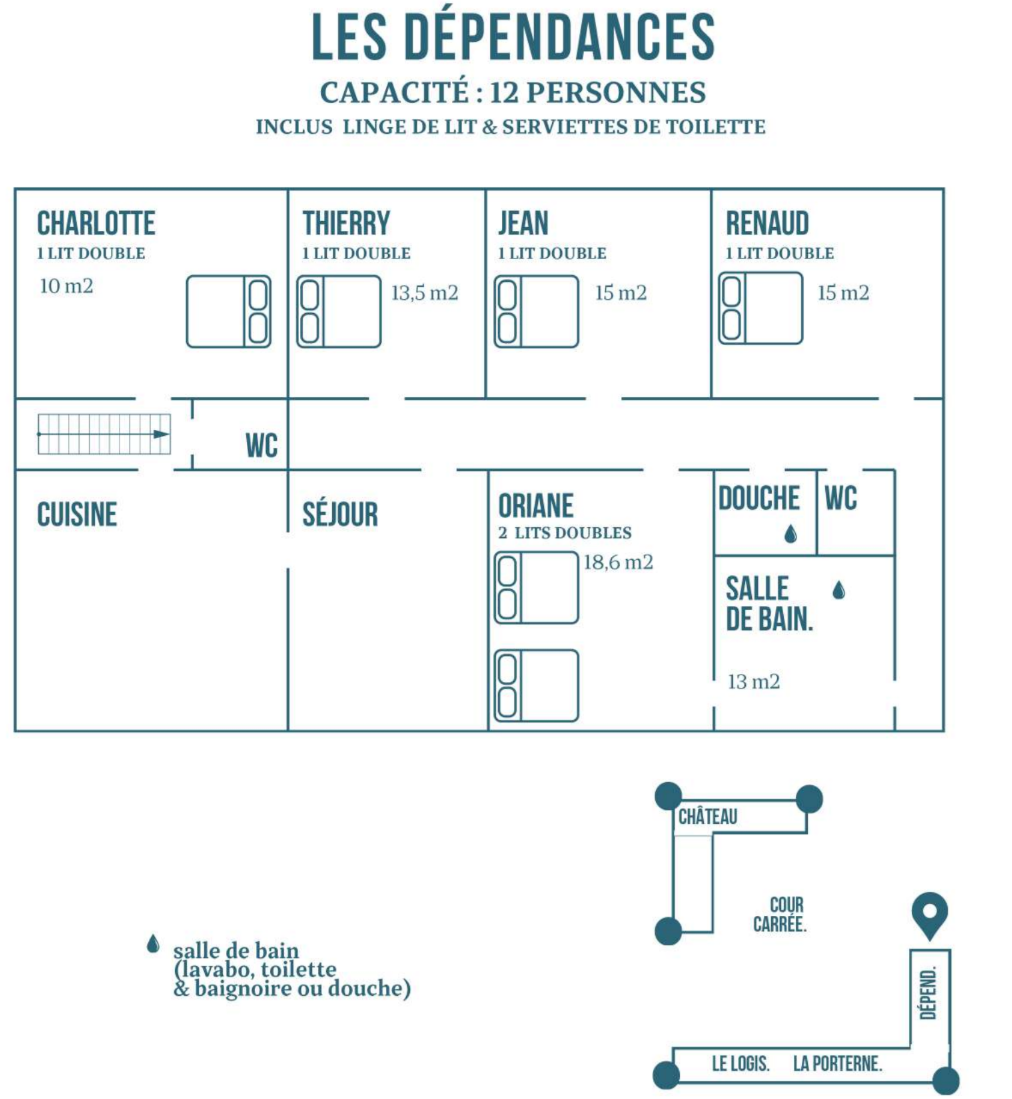 LES DÉPENDANCES
CAPACITÉ : 12 PERSONNES
INCLUS LINGE DE LIT & SERVIETTES DE TOILETTE
CHARLOTTE
1 LIT DOUBLE
10 m2
THIERRY
1 LIT DOUBLE
13,5 m2
JEAN
1 LIT DOUBLE
15 m2
RENAUD
1 LIT DOUBLE
15 m2
WC
CUISINE
SÉJOUR
ORIANE
2 LITS DOUBLES
18,6 m2
DOUCHE
WC
SALLE
DE BAIN.
13 m2
CHÂTEAU
COUR
CARRÉE.
DÉPEND.
LE LOGIS.
LA PORTERNE.
salle de bain
(lavabo, toilette
& baignoire ou douche)